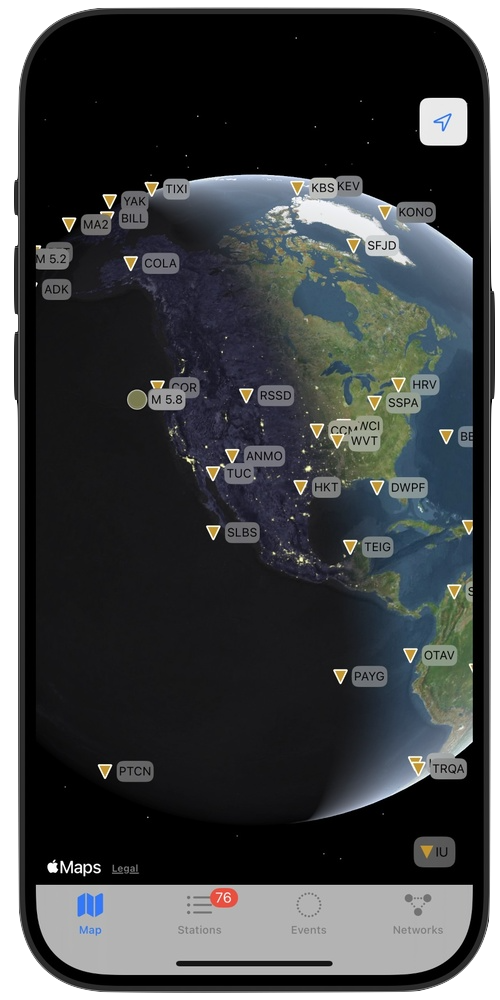 TIXI
KBS
KEV
YAK
BILL
KONO
MA2
M 5.2
SFJD
COLA
ADK
COR
HRV
M 5.8
RSSD
SSPA
CCM
WCI
WVT
ANMO
TUC
HKT
DWPF
SLBS
TEIG
OTAV
PAYG
PTCN
TRQA
IU
Maps
Legal
76
Map
Stations
Events
Networks